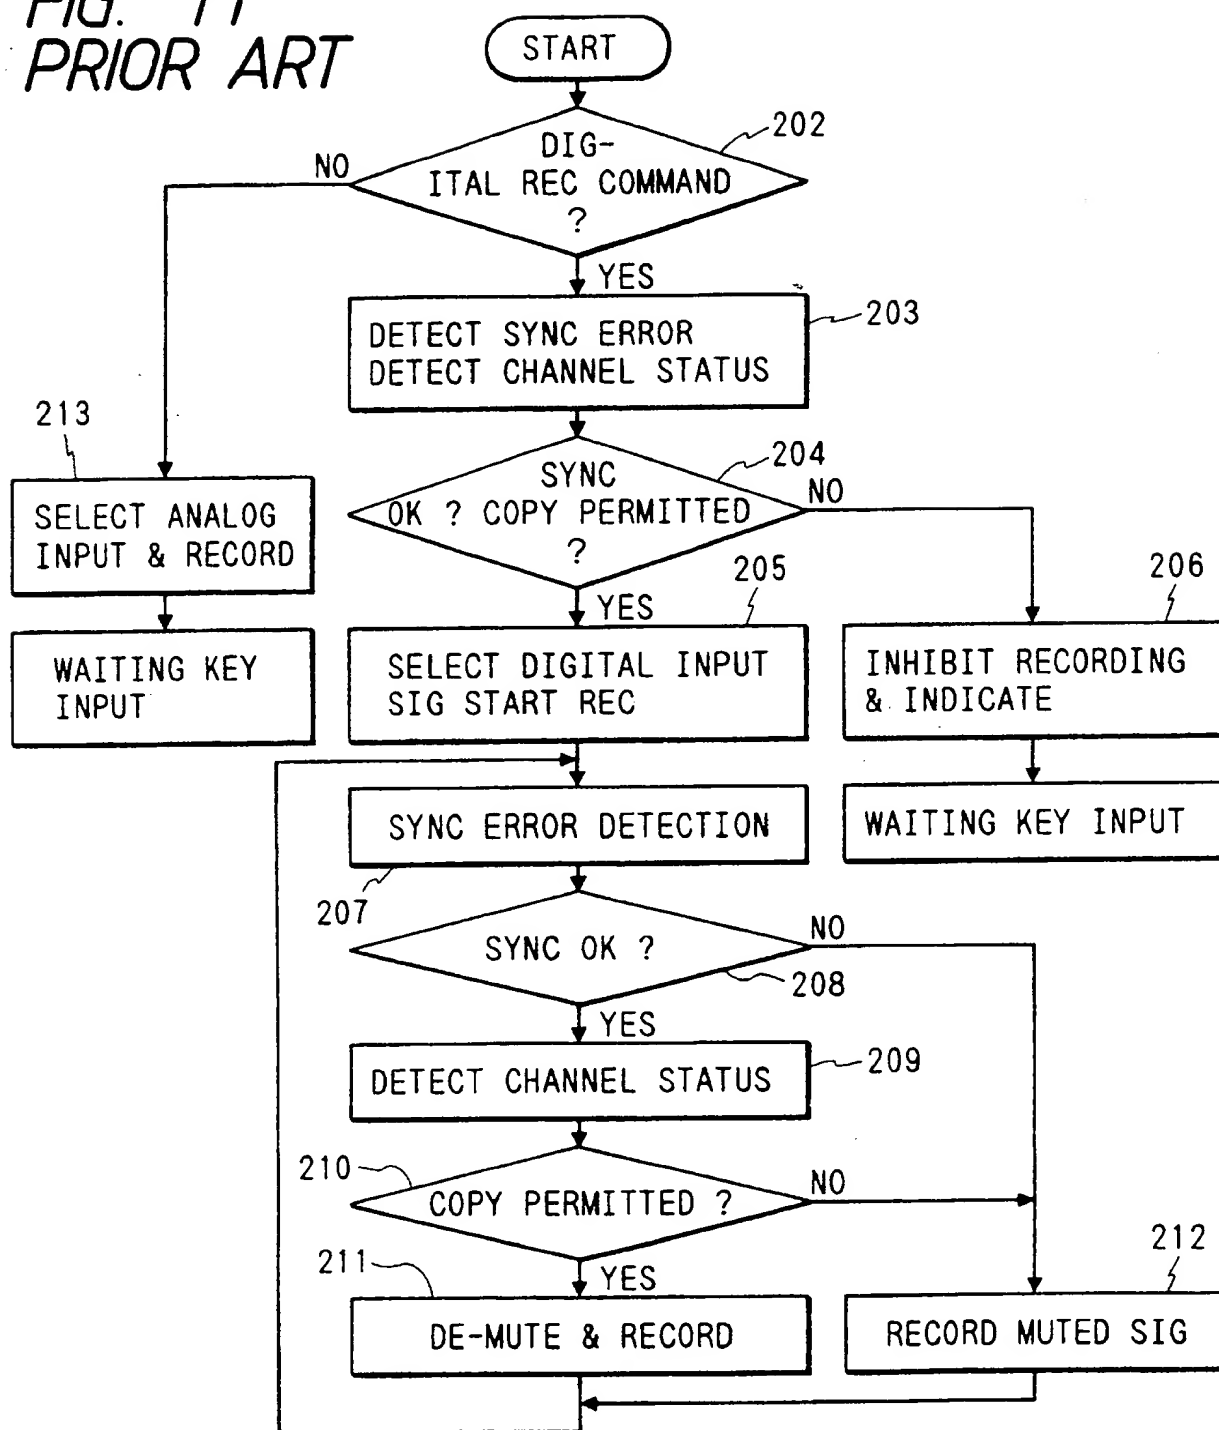 FIG. 11
PRIOR ART
START
202
DIG-
ITAL REC COMMAND
?
NO
YES
203
DETECT SYNC ERROR
DETECT CHANNEL STATUS
213
SELECT ANALOG
INPUT & RECORD
WAITING KEY
INPUT
204
SYNC
OK ? COPY PERMITTED
?
NO
YES
205
SELECT DIGITAL INPUT
SIG START REC
206
INHIBIT RECORDING
& INDICATE
WAITING KEY INPUT
SYNC ERROR DETECTION
207
SYNC OK ?
NO
208
YES
DETECT CHANNEL STATUS
209
210
COPY PERMITTED ?
NO
YES
211
DE-MUTE & RECORD
212
RECORD MUTED SIG